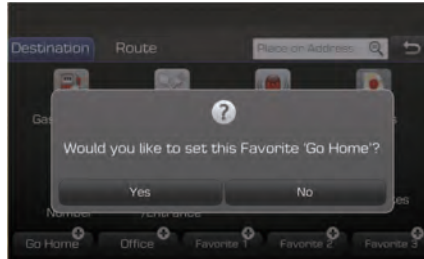 Destination Route Place or Address
Would you like to set this Favorite 'Go Home'?
Yes No
Number /Entrance
Go Home Office Favorite 1 Favorite 2 Favorite 3